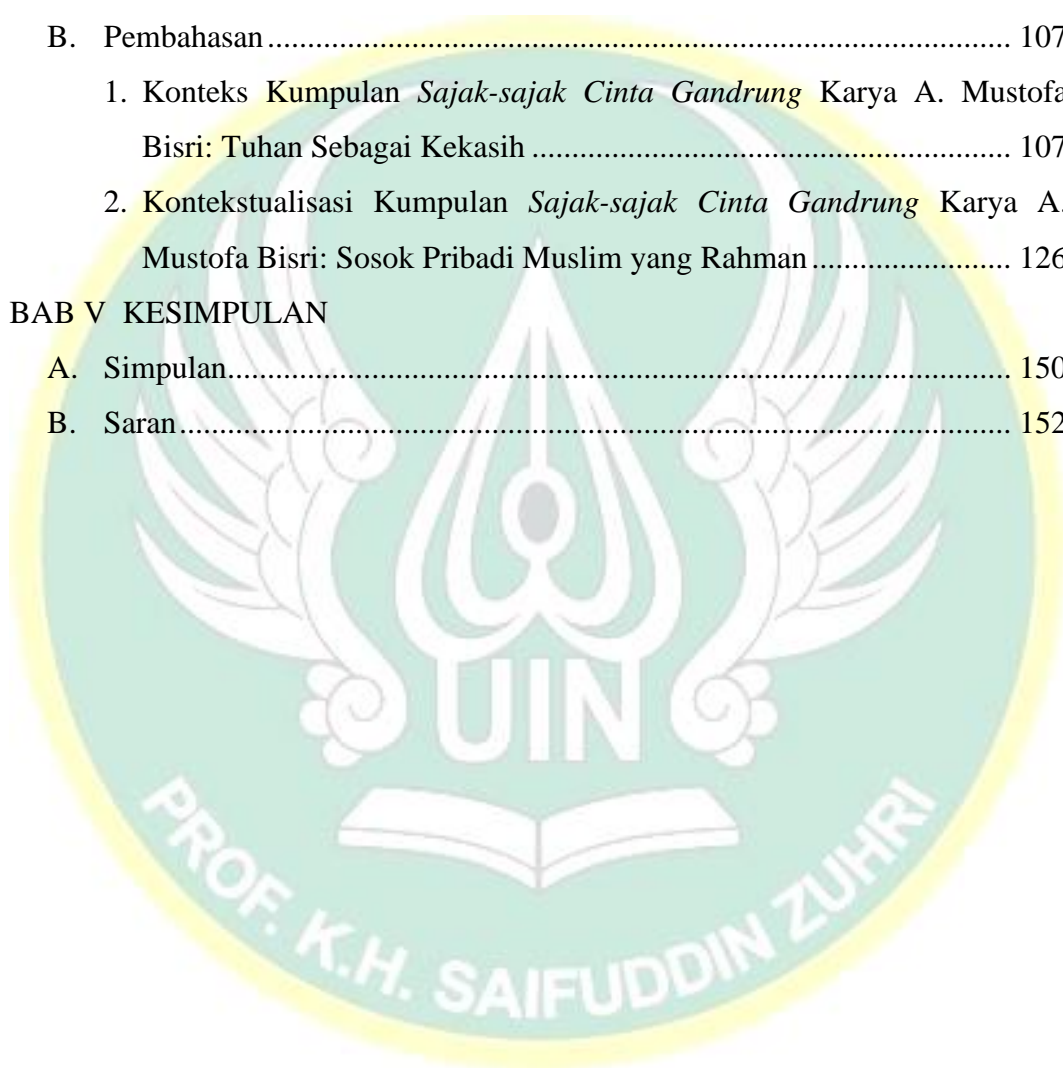 B. Pembahasan ............................................................................................ 107
1. Konteks Kumpulan Sajak-sajak Cinta Gandrung Karya A. Mustofa
Bisri: Tuhan Sebagai Kekasih ........................................................... 107
2. Kontekstualisasi Kumpulan Sajak-sajak Cinta Gandrung Karya A.
Mustofa Bisri: Sosok Pribadi Muslim yang Rahman ......................... 126
BAB V KESIMPULAN
A. Simpulan................................................................................................. 150
B. Saran....................................................................................................... 152
UIN
PROF. K.H. SAIFUDDIN ZUHRI